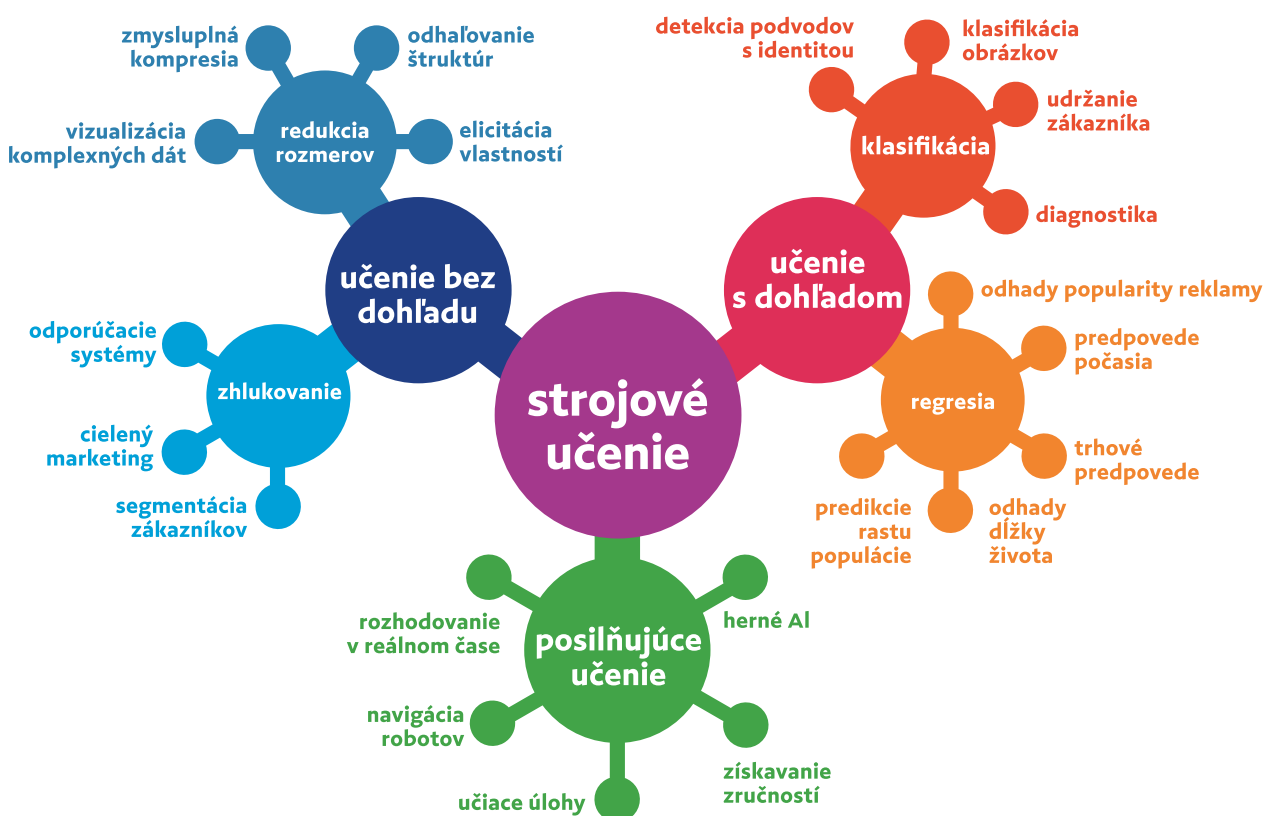 zmysluplná
kompresia
odhaľovanie
štruktúr
vizualizácia
komplexných dát
redukcia
rozmerov
elicitácia
vlastností
detekcia podvodov
s identitou
klasifikácia
obrázkov
udržanie
zákazníka
klasifikácia
diagnostika
učenie bez
dohľadu
učenie
s dohľadom
odporúčacie
systémy
zhlukovanie
cielený
marketing
segmentácia
zákazníkov
strojové
učenie
odhady popularity reklamy
predpovede
počasia
regresia
trhové
predpovede
predikcie
rastu
populácie
odhady
dĺžky
života
rozhodovanie
v reálnom čase
herné AI
posilňujúce
učenie
navigácia
robotov
učiace úlohy
získavanie
zručností